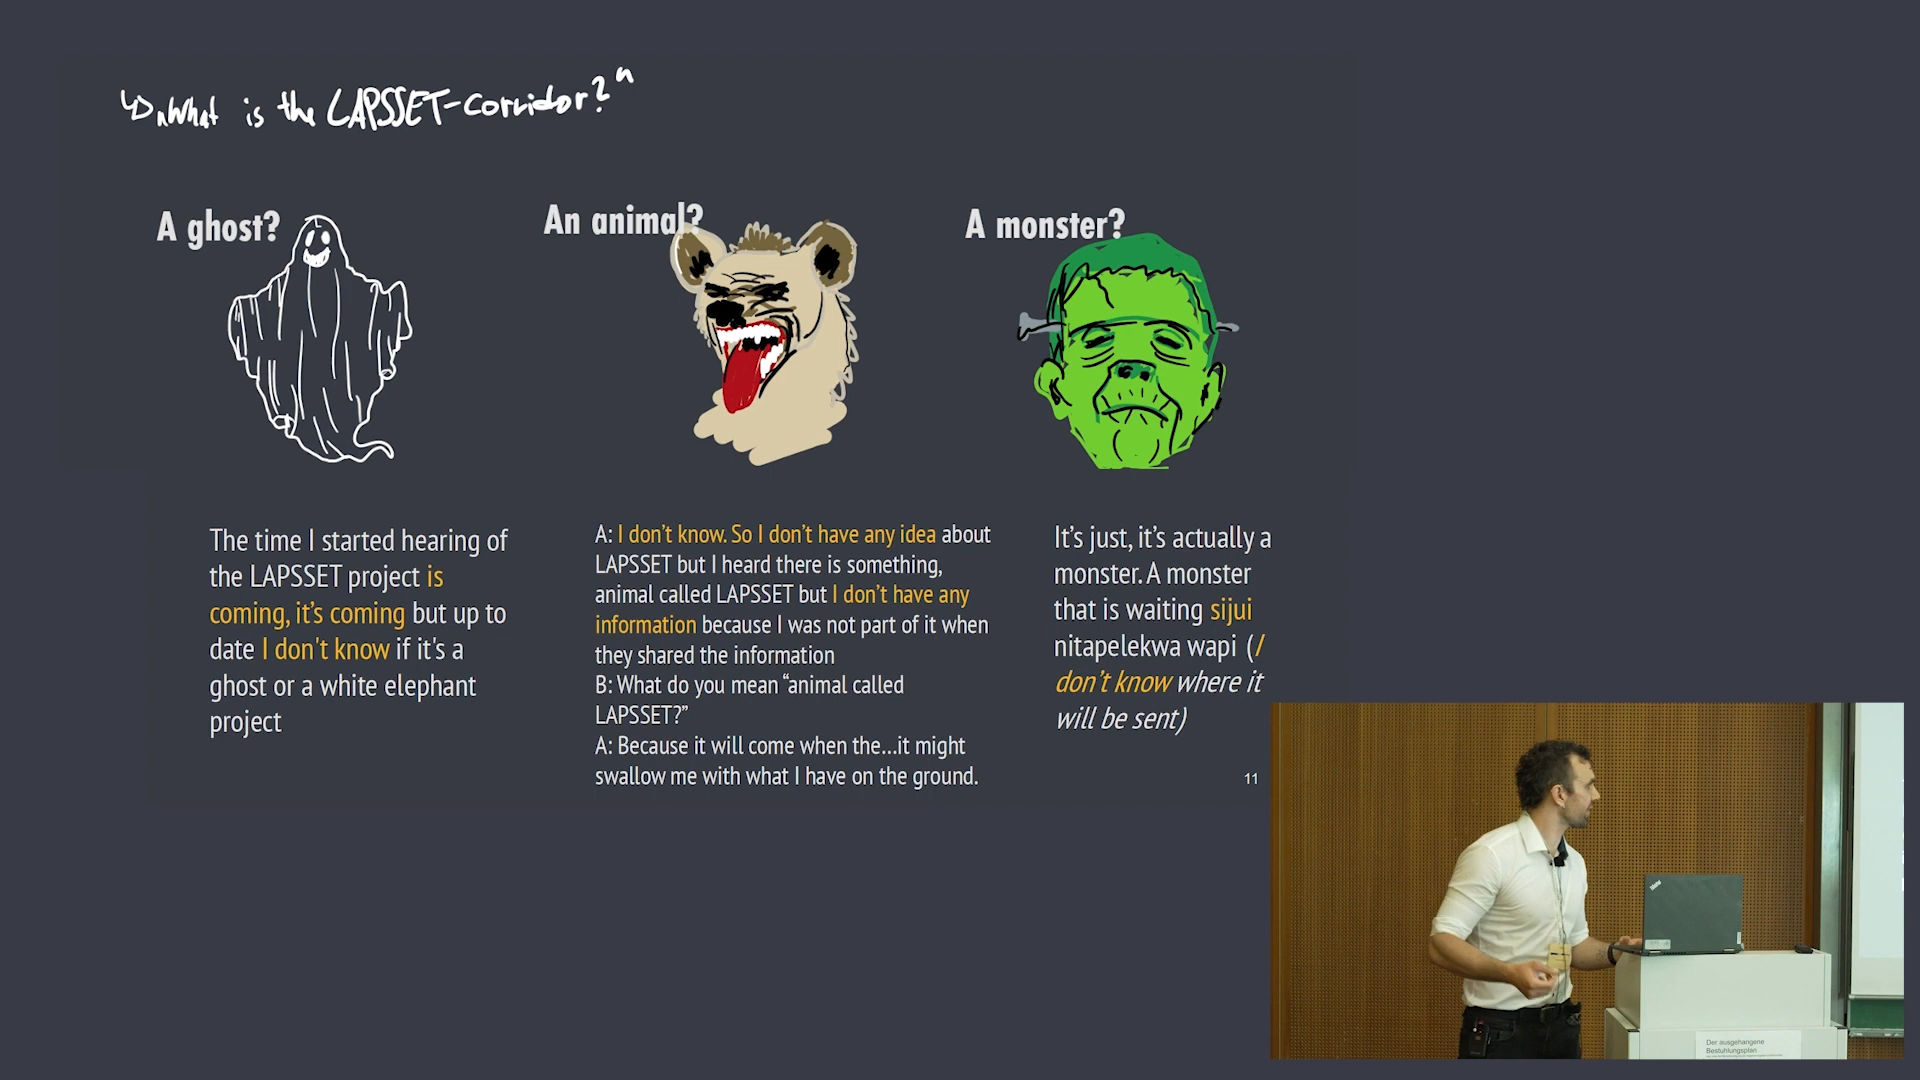 ↳ „What is the LAPSSET-Corridor?"
A ghost?
An animal?
A monster?
The time I started hearing of
the LAPSSET project is
coming, it's coming but up to
date I don't know if it's a
ghost or a white elephant
project
A: I don't know. So I don't have any idea about
LAPSSET but I heard there is something,
animal called LAPSSET but I don't have any
information because I was not part of it when
they shared the information
B: What do you mean “animal called
LAPSSET?”
A: Because it will come when the...it might
swallow me with what I have on the ground.
It's just, it's actually a
monster. A monster
that is waiting sijui
nitapelekwa wapi (I
don't know where it
will be sent)
11
Der ausgehangene
Bestuhlungsplan